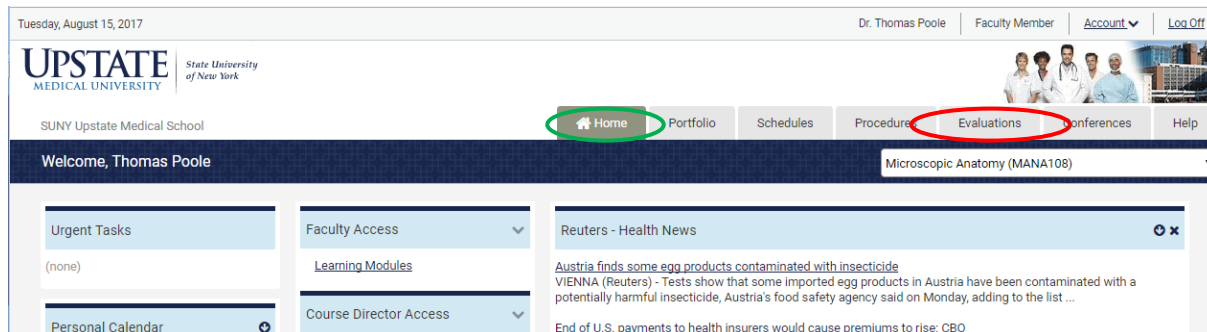 Tuesday, August 15, 2017
Dr. Thomas Poole Faculty Member Account Log Off
UPSTATE
MEDICAL UNIVERSITY
State University
of New York
SUNY Upstate Medical School
Home Portfolio Schedules Procedures Evaluations Conferences Help
Welcome, Thomas Poole
Microscopic Anatomy (MANA108)
Urgent Tasks
(none)
Personal Calendar
Faculty Access
Learning Modules
Course Director Access
Reuters - Health News
Austria finds some egg products contaminated with insecticide
VIENNA (Reuters) - Tests show that some imported egg products in Austria have been contaminated with a
potentially harmful insecticide, Austria's food safety agency said on Monday, adding to the list ...
End of U.S. payments to health insurers would cause premiums to rise: CBO